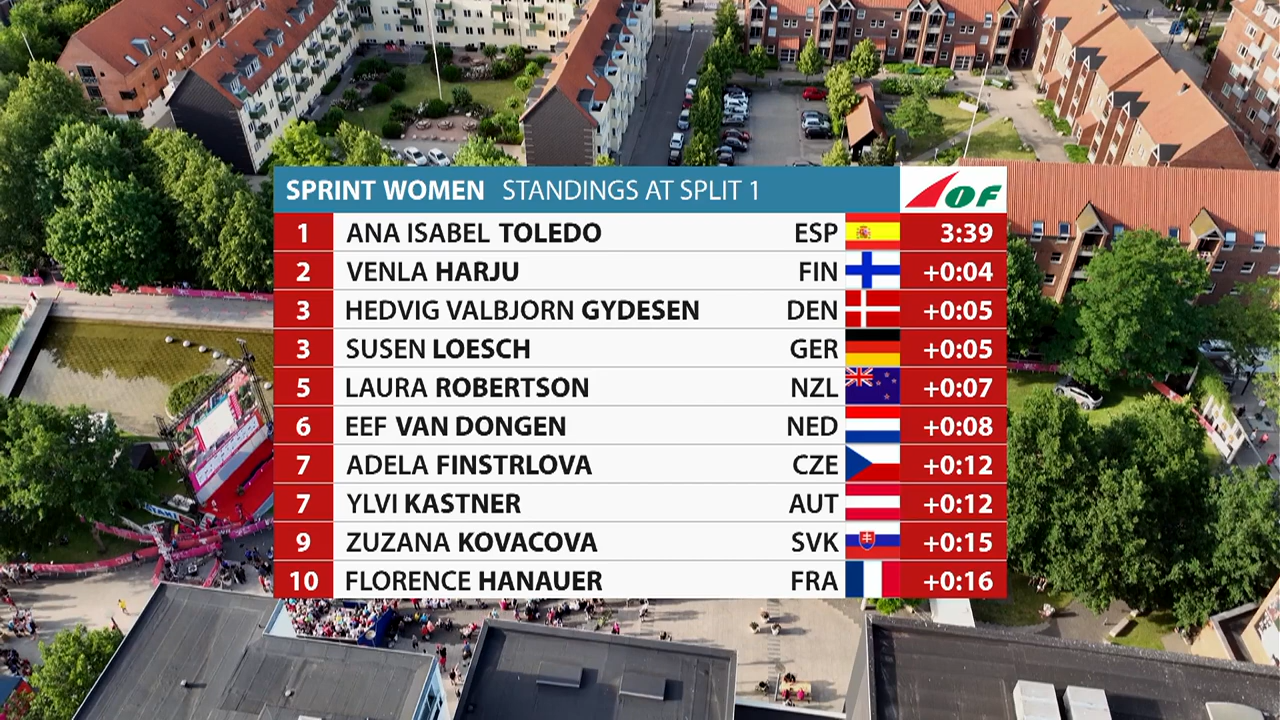 SPRINT WOMEN STANDINGS AT SPLIT 1 IOF
1 ANA ISABEL TOLEDO ESP 3:39
2 VENLA HARJU FIN +0:04
3 HEDVIG VALBJORN GYDESEN DEN +0:05
3 SUSEN LOESCH GER +0:05
5 LAURA ROBERTSON NZL +0:07
6 EEF VAN DONGEN NED +0:08
7 ADELA FINSTRLOVA CZE +0:12
7 YLVI KASTNER AUT +0:12
9 ZUZANA KOVACOVA SVK +0:15
10 FLORENCE HANAUER FRA +0:16